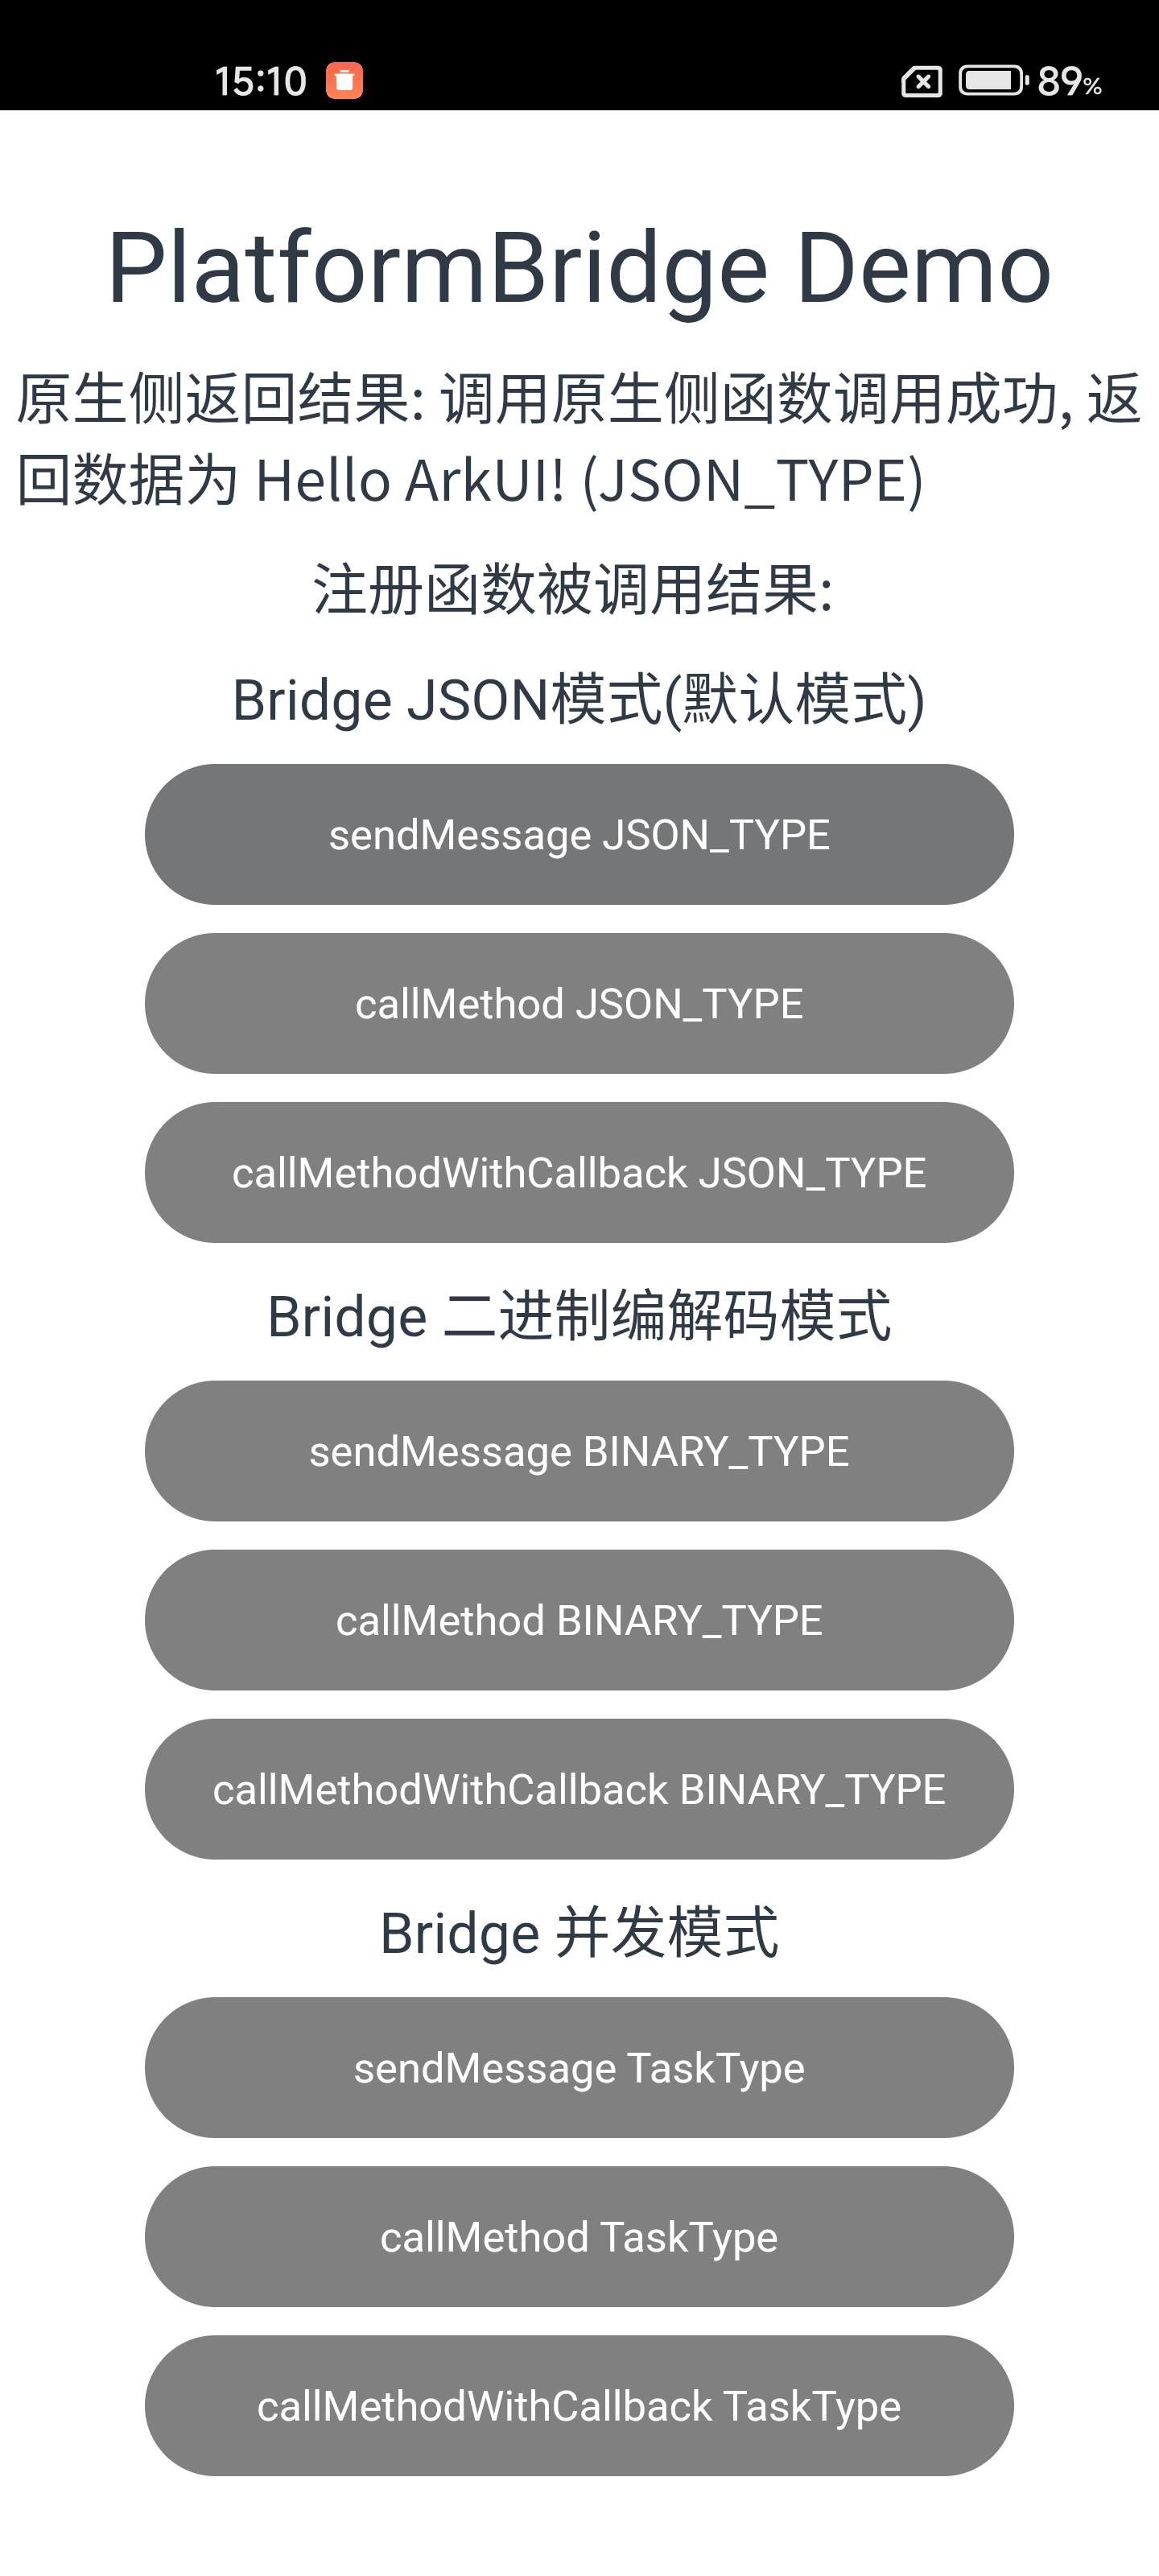 15:10
89%
PlatformBridge Demo
原生侧返回结果: 调用原生侧函数调用成功, 返
回数据为 Hello ArkUI! (JSON_TYPE)
注册函数被调用结果:
Bridge JSON模式(默认模式)
sendMessage JSON_TYPE
callMethod JSON_TYPE
callMethodWithCallback JSON_TYPE
Bridge 二进制编解码模式
sendMessage BINARY_TYPE
callMethod BINARY_TYPE
callMethodWithCallback BINARY_TYPE
Bridge 并发模式
sendMessage TaskType
callMethod TaskType
callMethodWithCallback TaskType